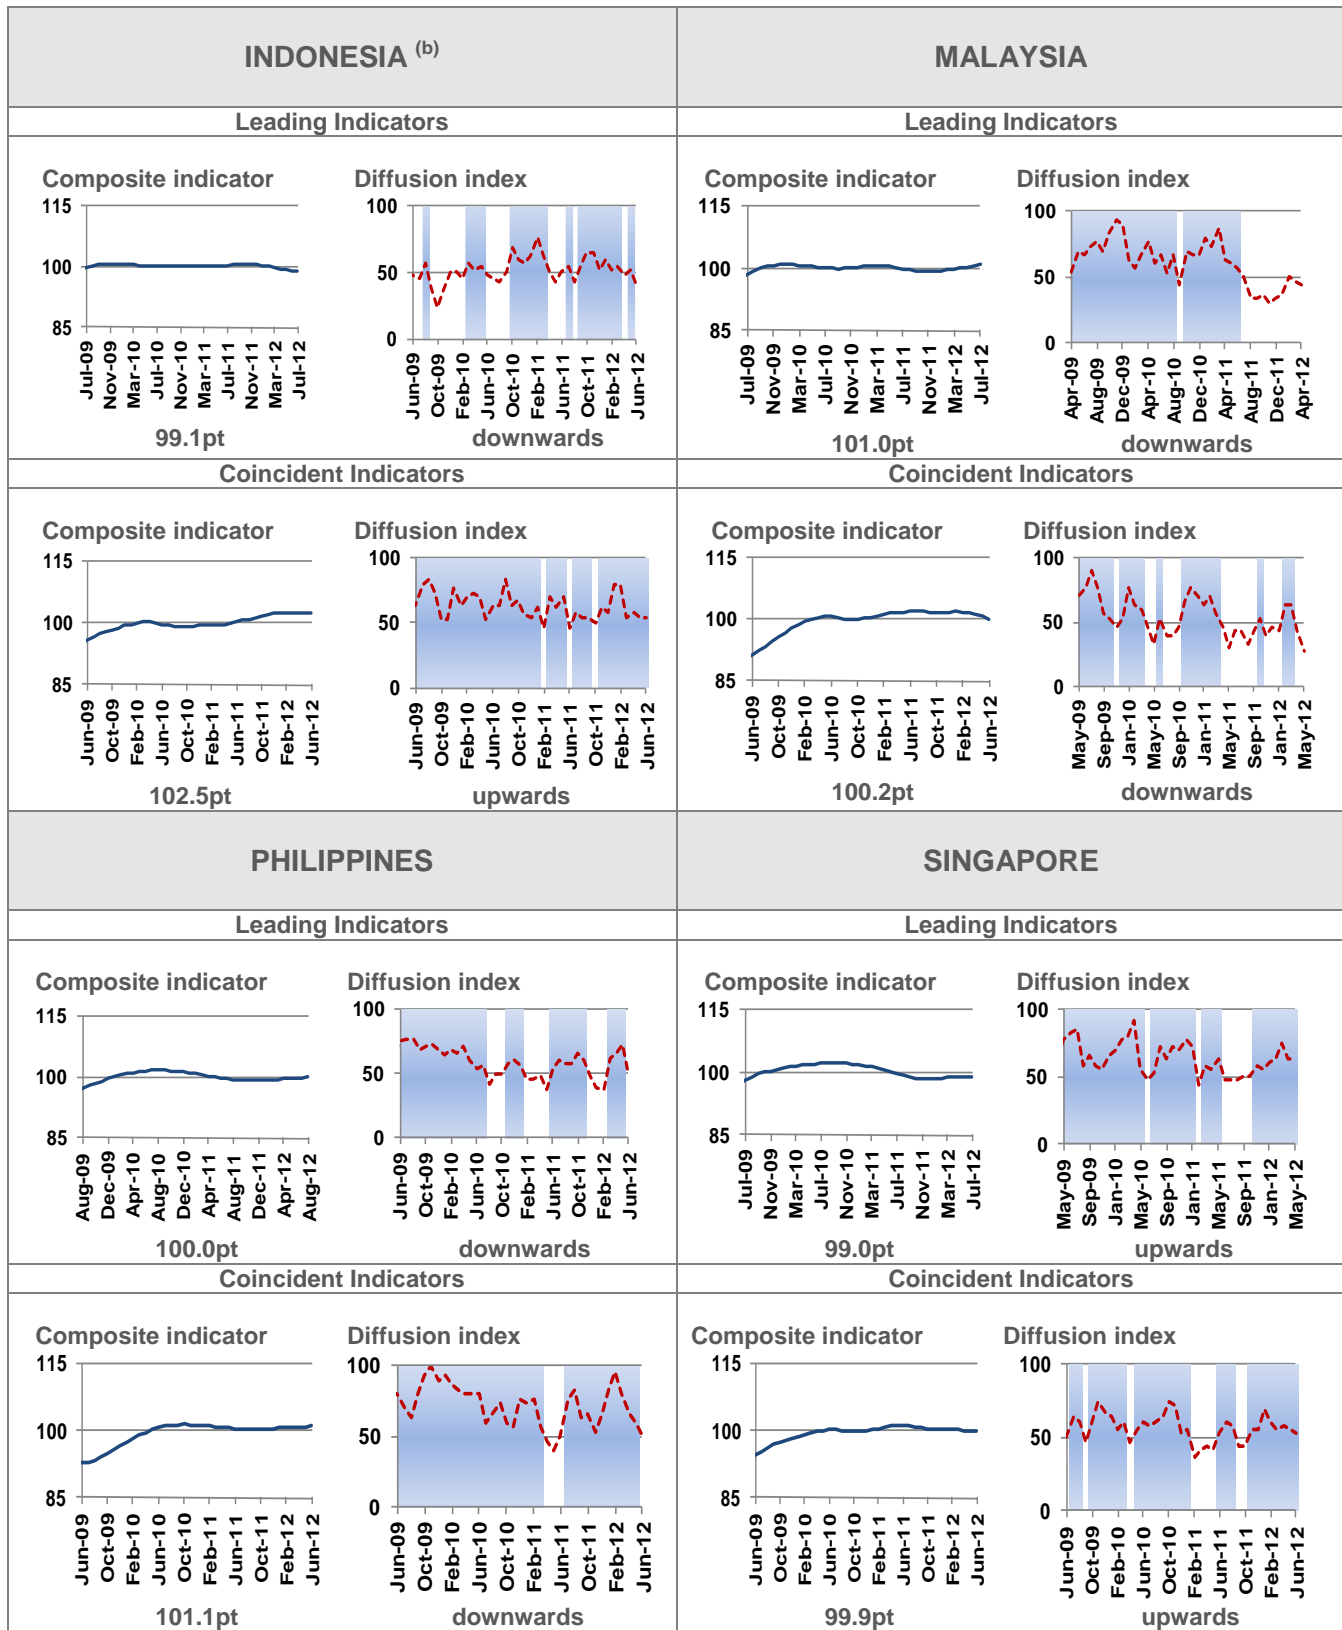 INDONESIA (b)
MALAYSIA
Leading Indicators
Leading Indicators
Composite indicator
Diffusion index
115
100
85
Jul-09
Nov-09
Mar-10
Jul-10
Nov-10
Mar-11
Jul-11
Nov-11
Mar-12
Jul-12
99.1pt
100
50
0
Jun-09
Oct-09
Feb-10
Jun-10
Oct-10
Feb-11
Jun-11
Oct-11
Feb-12
Jun-12
downwards
Composite indicator
Diffusion index
115
100
85
Jul-09
Nov-09
Mar-10
Jul-10
Nov-10
Mar-11
Jul-11
Nov-11
Mar-12
Jul-12
101.0pt
100
50
0
Apr-09
Aug-09
Dec-09
Apr-10
Aug-10
Dec-10
Apr-11
Aug-11
Dec-11
Apr-12
downwards
Coincident Indicators
Coincident Indicators
Composite indicator
Diffusion index
115
100
85
Jun-09
Oct-09
Feb-10
Jun-10
Oct-10
Feb-11
Jun-11
Oct-11
Feb-12
Jun-12
102.5pt
100
50
0
Jun-09
Oct-09
Feb-10
Jun-10
Oct-10
Feb-11
Jun-11
Oct-11
Feb-12
Jun-12
upwards
Composite indicator
Diffusion index
115
100
85
Jun-09
Oct-09
Feb-10
Jun-10
Oct-10
Feb-11
Jun-11
Oct-11
Feb-12
Jun-12
100.2pt
100
50
0
May-09
Sep-09
Jan-10
May-10
Sep-10
Jan-11
May-11
Sep-11
Jan-12
May-12
downwards
PHILIPPINES
SINGAPORE
Leading Indicators
Leading Indicators
Composite indicator
Diffusion index
115
100
85
Aug-09
Dec-09
Apr-10
Aug-10
Dec-10
Apr-11
Aug-11
Dec-11
Apr-12
Aug-12
100.0pt
100
50
0
Jun-09
Oct-09
Feb-10
Jun-10
Oct-10
Feb-11
Jun-11
Oct-11
Feb-12
Jun-12
downwards
Composite indicator
Diffusion index
115
100
85
Jul-09
Nov-09
Mar-10
Jul-10
Nov-10
Mar-11
Jul-11
Nov-11
Mar-12
Jul-12
99.0pt
100
50
0
May-09
Sep-09
Jan-10
May-10
Sep-10
Jan-11
May-11
Sep-11
Jan-12
May-12
upwards
Coincident Indicators
Coincident Indicators
Composite indicator
Diffusion index
115
100
85
Jun-09
Oct-09
Feb-10
Jun-10
Oct-10
Feb-11
Jun-11
Oct-11
Feb-12
Jun-12
101.1pt
100
50
0
Jun-09
Oct-09
Feb-10
Jun-10
Oct-10
Feb-11
Jun-11
Oct-11
Feb-12
Jun-12
downwards
Composite indicator
Diffusion index
115
100
85
Jun-09
Oct-09
Feb-10
Jun-10
Oct-10
Feb-11
Jun-11
Oct-11
Feb-12
Jun-12
99.9pt
100
50
0
Jun-09
Oct-09
Feb-10
Jun-10
Oct-10
Feb-11
Jun-11
Oct-11
Feb-12
Jun-12
upwards